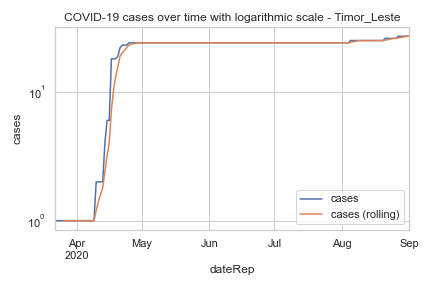 COVID-19 cases over time with logarithmic scale - Timor_Leste
cases
10¹
10⁰
cases
cases (rolling)
Apr May Jun Jul Aug Sep
2020
dateRep